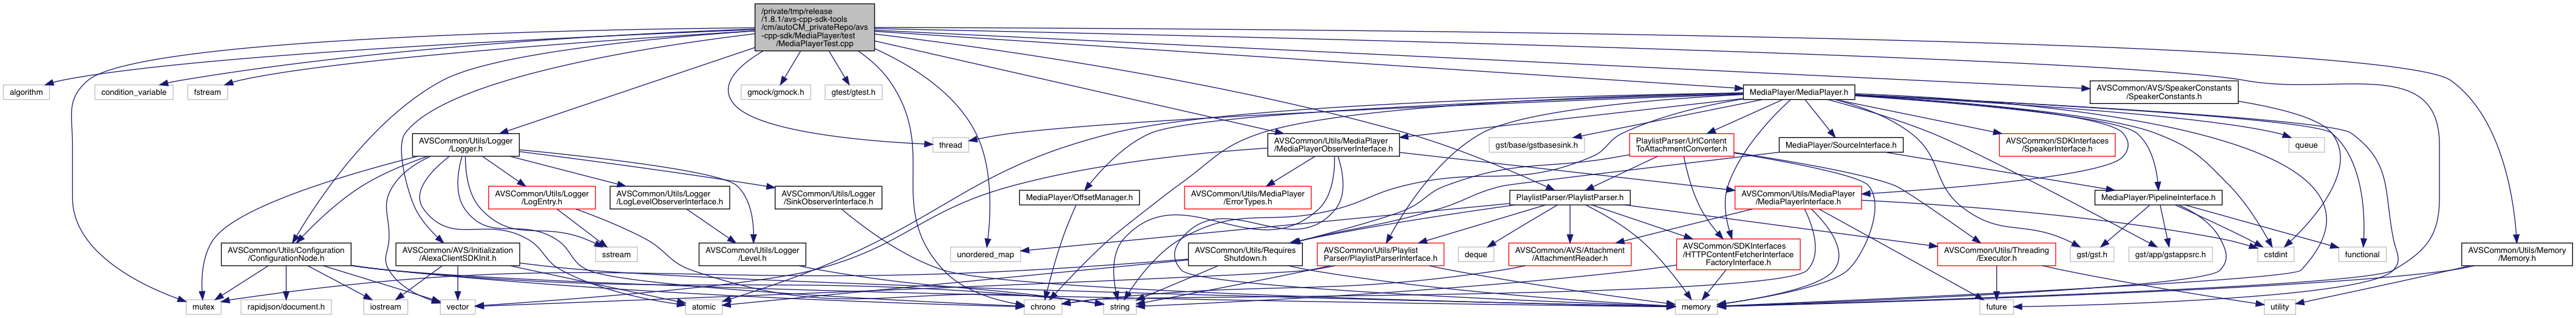 /private/tmp/release
/1.8.1/avs-cpp-sdk-tools
/cm/autoCM_privateRepo/avs
-cpp-sdk/MediaPlayer/test
/MediaPlayerTest.cpp
algorithm
condition_variable
fstream
gmock/gmock.h
gtest/gtest.h
MediaPlayer/MediaPlayer.h
AVSCommon/AVS/SpeakerConstants
/SpeakerConstants.h
AVSCommon/Utils/Logger
/Logger.h
thread
AVSCommon/Utils/MediaPlayer
/MediaPlayerObserverInterface.h
gst/base/gstbasesink.h
PlaylistParser/UrlContent
ToAttachmentConverter.h
MediaPlayer/SourceInterface.h
AVSCommon/SDKInterfaces
/SpeakerInterface.h
queue
AVSCommon/Utils/Logger
/LogEntry.h
AVSCommon/Utils/Logger
/LogLevelObserverInterface.h
AVSCommon/Utils/Logger
/SinkObserverInterface.h
MediaPlayer/OffsetManager.h
AVSCommon/Utils/MediaPlayer
/ErrorTypes.h
PlaylistParser/PlaylistParser.h
AVSCommon/Utils/MediaPlayer
/MediaPlayerInterface.h
MediaPlayer/PipelineInterface.h
AVSCommon/Utils/Configuration
/ConfigurationNode.h
AVSCommon/AVS/Initialization
/AlexaClientSDKInit.h
sstream
AVSCommon/Utils/Logger
/Level.h
unordered_map
AVSCommon/Utils/Requires
Shutdown.h
AVSCommon/Utils/Playlist
Parser/PlaylistParserInterface.h
deque
AVSCommon/AVS/Attachment
/AttachmentReader.h
AVSCommon/SDKInterfaces
/HTTPContentFetcherInterface
FactoryInterface.h
AVSCommon/Utils/Threading
/Executor.h
gst/gst.h
gst/app/gstappsrc.h
cstdint
functional
AVSCommon/Utils/Memory
/Memory.h
mutex
rapidjson/document.h
iostream
vector
atomic
chrono
string
memory
future
utility